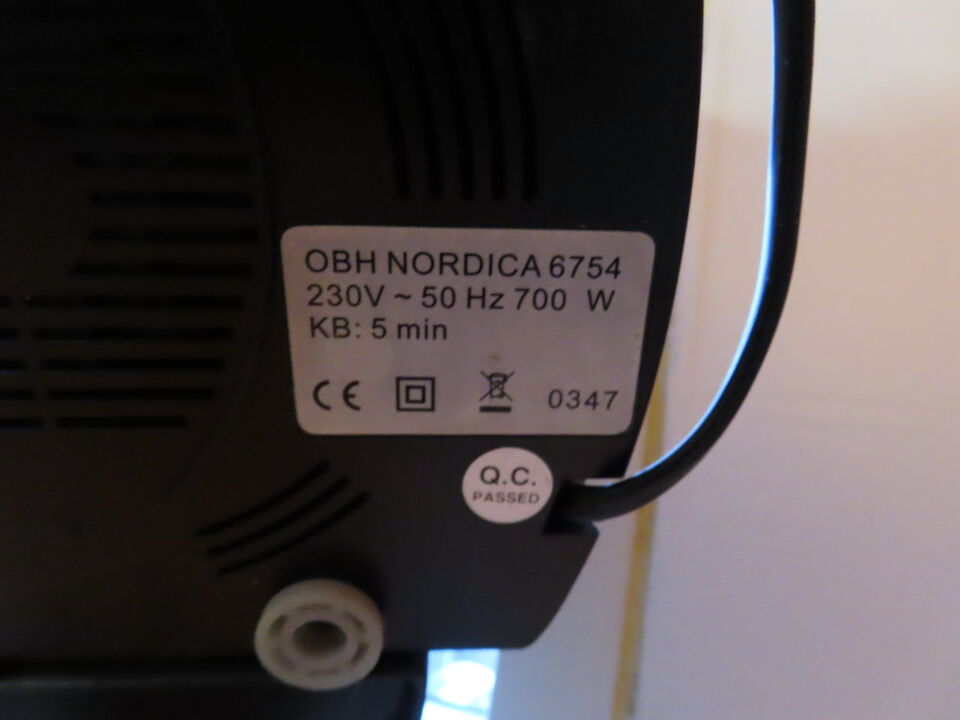 OBH NORDICA 6754
230V ~ 50 Hz 700 W
KB: 5 min
CE 0347
Q.C.
PASSED